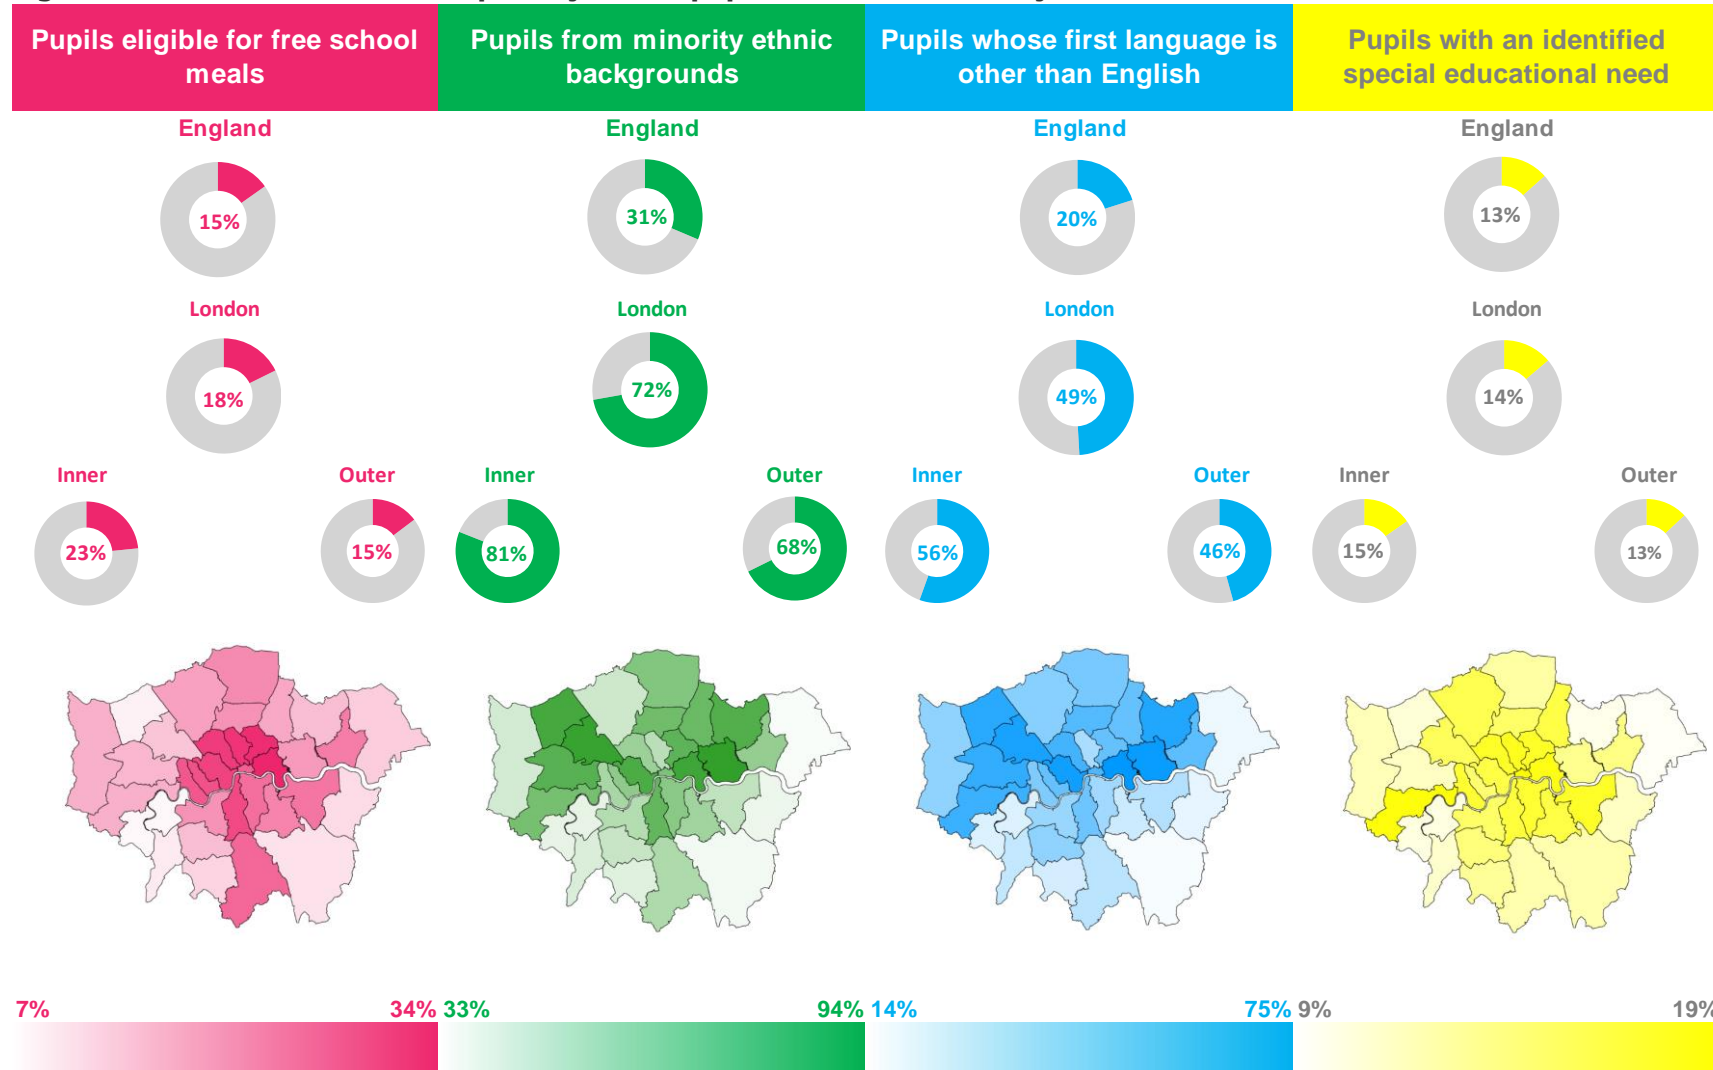 Pupils eligible for free school
meals
Pupils from minority ethnic
backgrounds
Pupils whose first language is
other than English
Pupils with an identified
special educational need
England
England
England
England
15%
31%
20%
13%
London
London
London
London
18%
72%
49%
14%
Inner
Outer
Inner
Outer
Inner
Outer
Inner
Outer
23%
15%
81%
68%
56%
46%
15%
13%
7%
34%
33%
94%
14%
75%
9%
19%